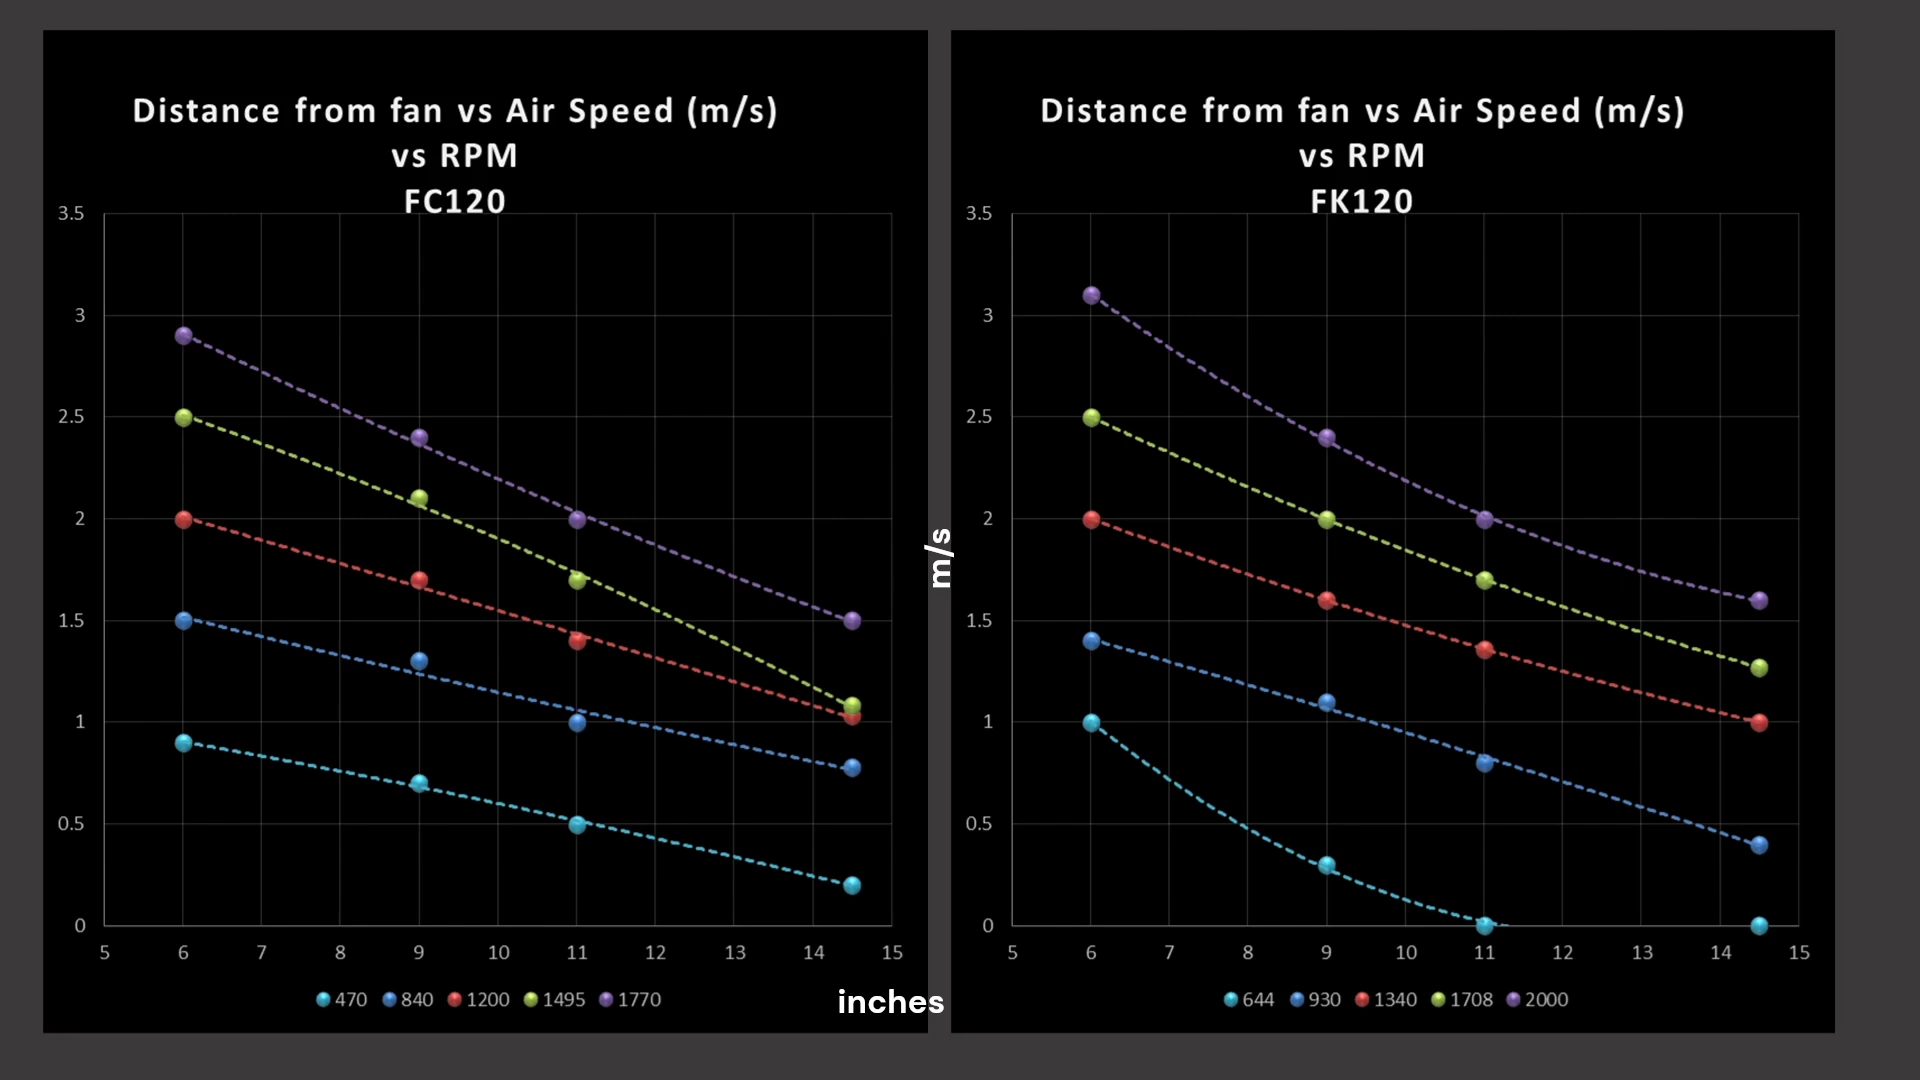 Distance from fan vs Air Speed (m/s)
vs RPM
FC120
3.5
3
2.5
2
1.5
1
0.5
0
5 6 7 8 9 10 11 12 13 14 15
470 840 1200 1495 1770
m/s
inches
Distance from fan vs Air Speed (m/s)
vs RPM
FK120
3.5
3
2.5
2
1.5
1
0.5
0
5 6 7 8 9 10 11 12 13 14 15
644 930 1340 1708 2000